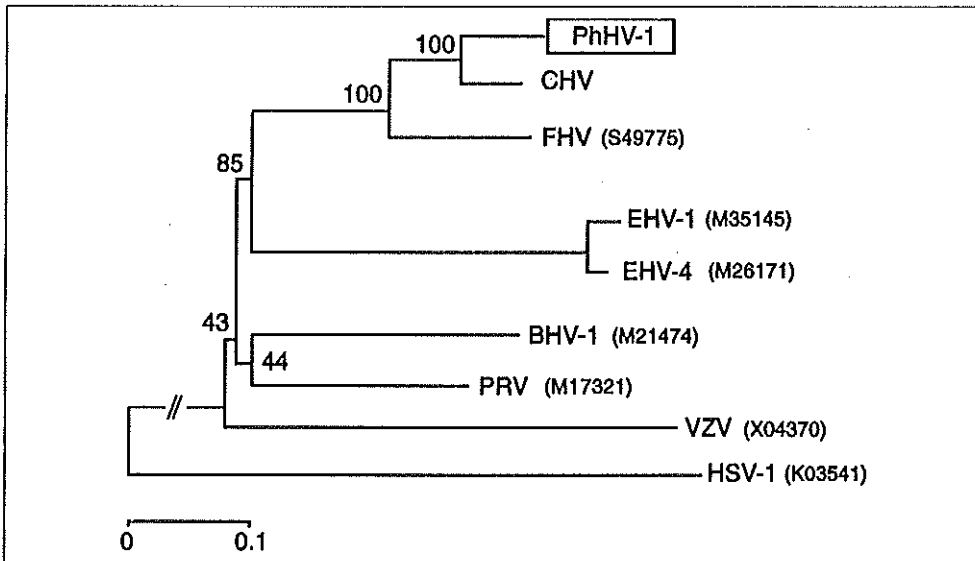 PhHV-1
100
CHV
100
FHV (S49775)
85
EHV-1 (M35145)
EHV-4 (M26171)
43
BHV-1 (M21474)
44
PRV (M17321)
VZV (X04370)
HSV-1 (K03541)
0 0.1